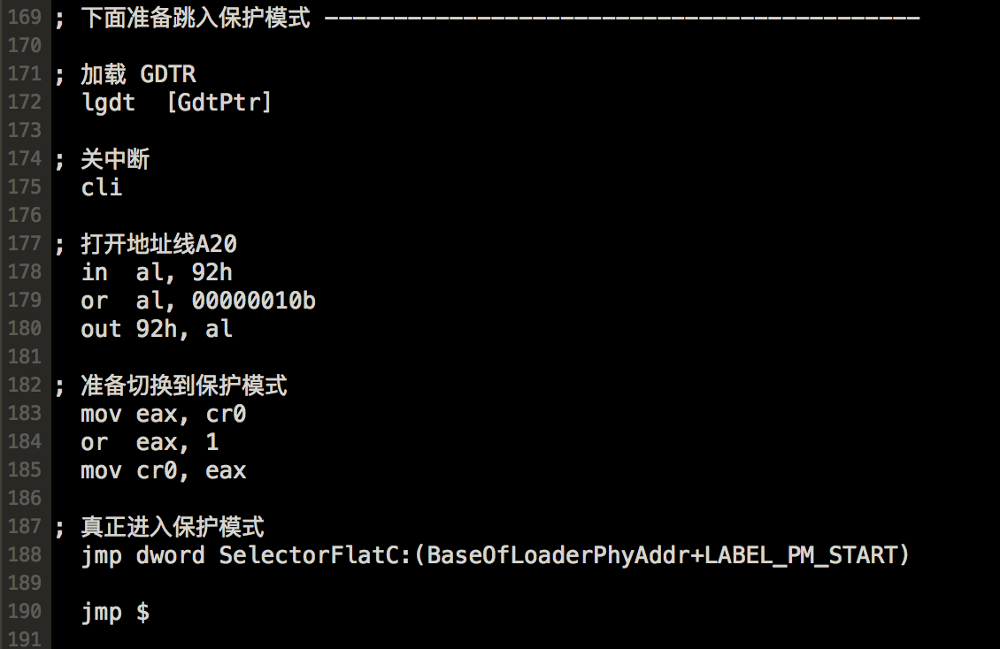 169 ; 下面准备跳入保护模式 -------------------------------------------
170
171 ; 加载 GDTR
172   lgdt  [GdtPtr]
173
174 ; 关中断
175   cli
176
177 ; 打开地址线A20
178   in  al, 92h
179   or  al, 00000010b
180   out 92h, al
181
182 ; 准备切换到保护模式
183   mov eax, cr0
184   or  eax, 1
185   mov cr0, eax
186
187 ; 真正进入保护模式
188   jmp dword SelectorFlatC:(BaseOfLoaderPhyAddr+LABEL_PM_START)
189
190   jmp $
191